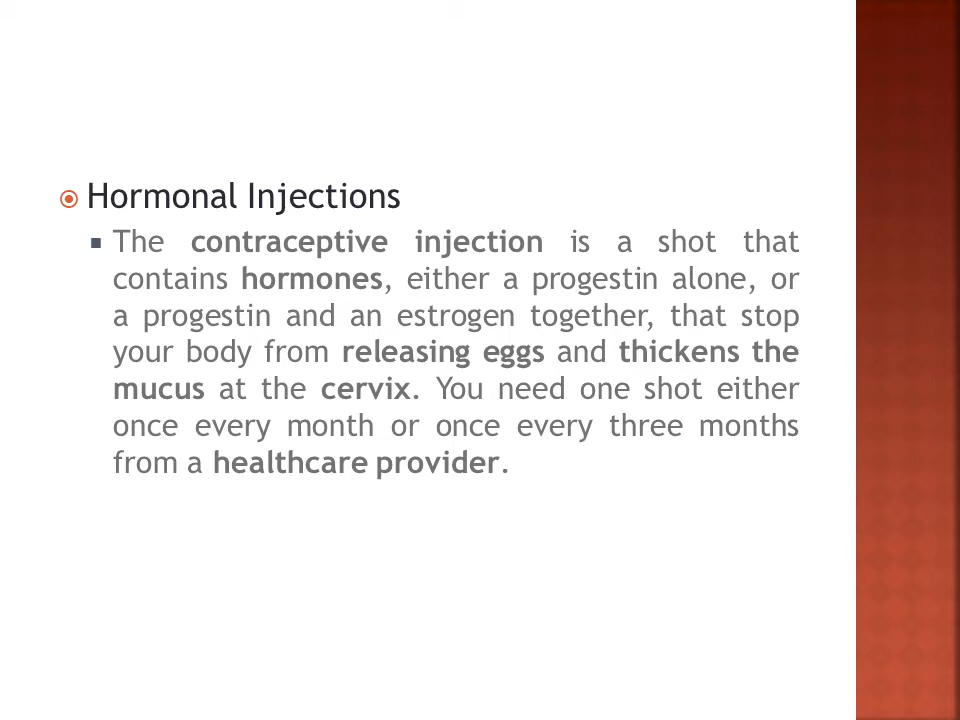 Hormonal Injections
The contraceptive injection is a shot that
contains hormones, either a progestin alone, or
a progestin and an estrogen together, that stop
your body from releasing eggs and thickens the
mucus at the cervix. You need one shot either
once every month or once every three months
from a healthcare provider.